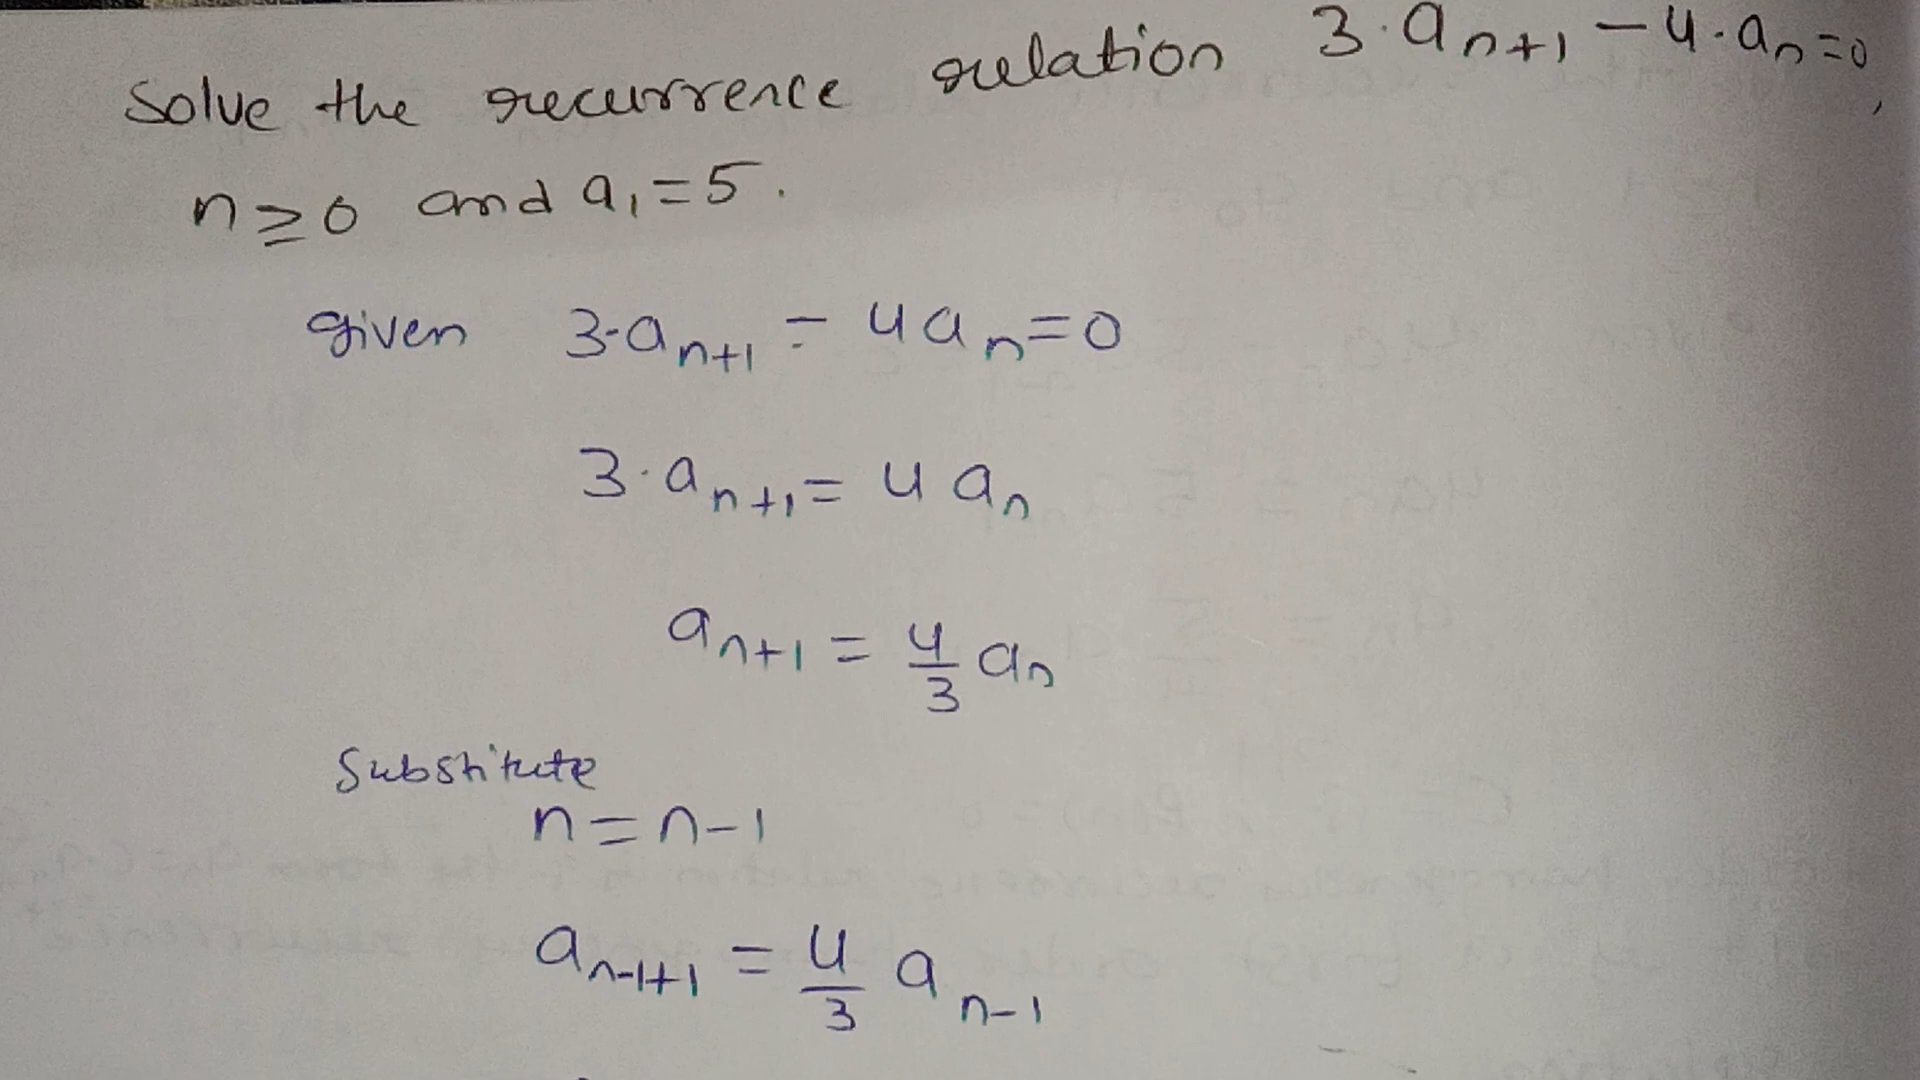 Solve the recurrence relation 3·aₙ₊₁ − 4·aₙ=0,
n≥0 and a₁=5.
given 3·aₙ₊₁ − 4aₙ=0
3·aₙ₊₁= 4 aₙ
aₙ₊₁ = 4/3 aₙ
Substitute
n=n-1
aₙ₋₁₊₁ = 4/3 aₙ₋₁